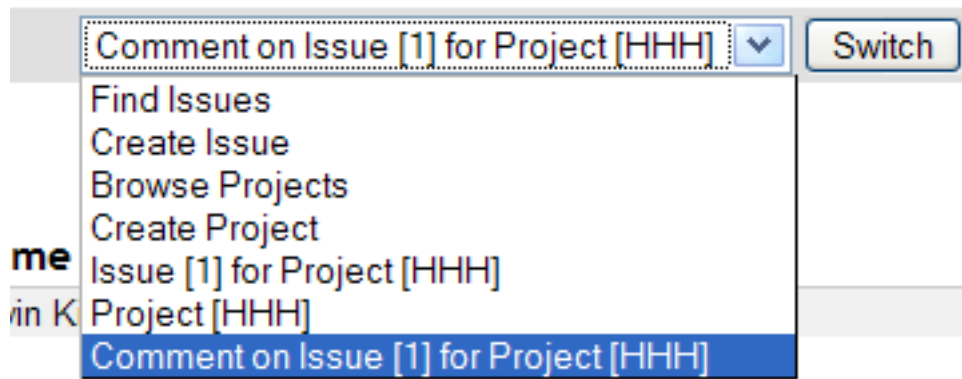 Comment on Issue [1] for Project [HHH] Switch
Find Issues
Create Issue
Browse Projects
Create Project
me
Issue [1] for Project [HHH]
vin K Project [HHH]
Comment on Issue [1] for Project [HHH]